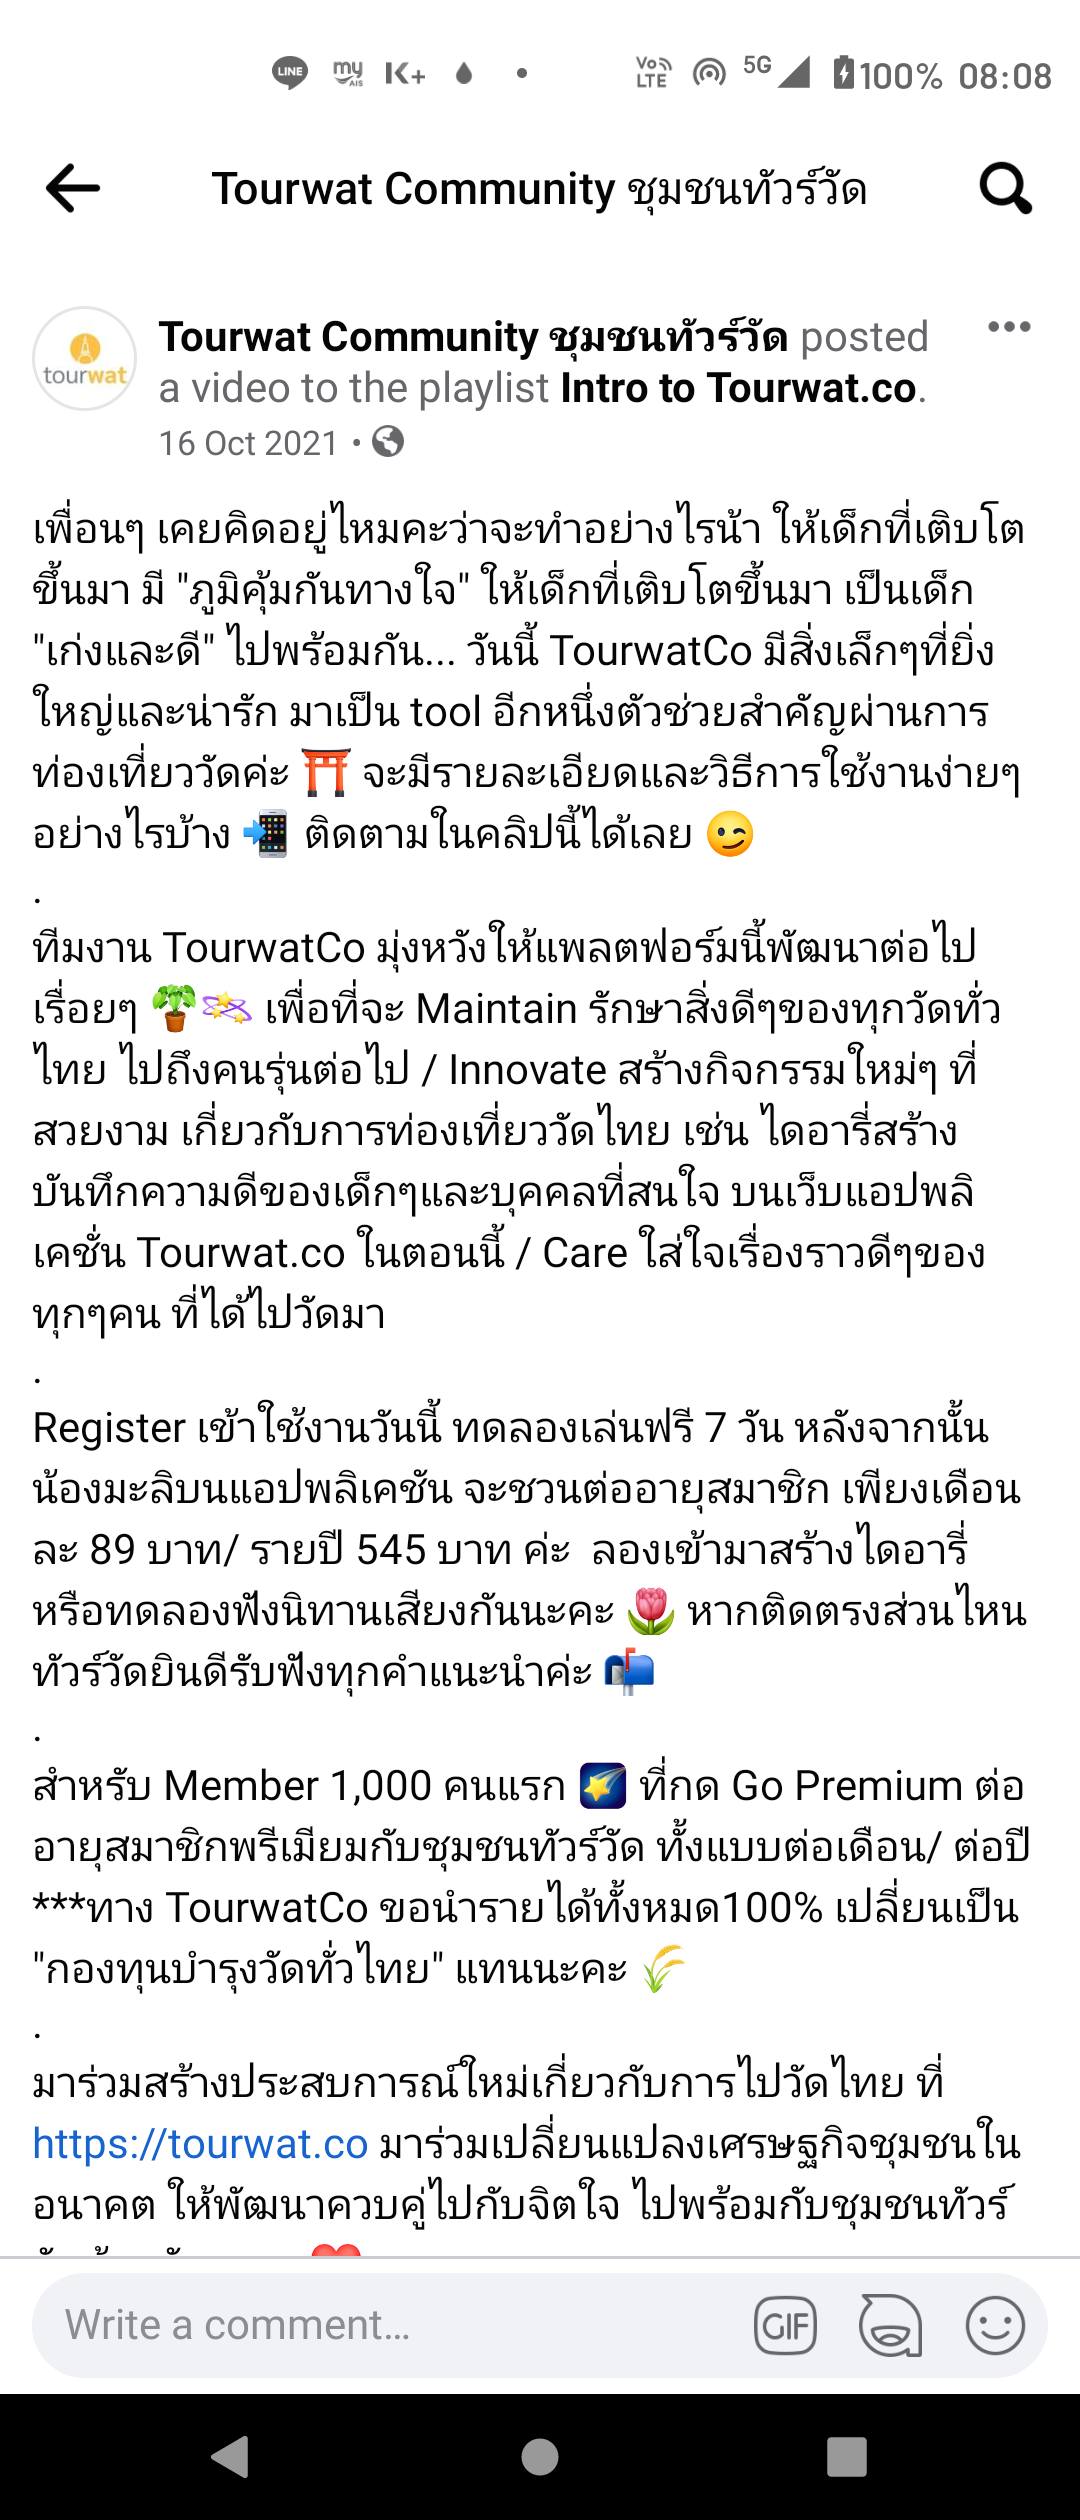 LINE my AIS K+ Vo LTE 5G 100% 08:08
Tourwat Community ชุมชนทัวร์วัด
tourwat
Tourwat Community ชุมชนทัวร์วัด posted
a video to the playlist Intro to Tourwat.co.
16 Oct 2021 •
เพื่อนๆ เคยคิดอยู่ไหมคะว่าจะทำอย่างไรน้า ให้เด็กที่เติบโต
ขึ้นมา มี "ภูมิคุ้มกันทางใจ" ให้เด็กที่เติบโตขึ้นมา เป็นเด็ก
"เก่งและดี" ไปพร้อมกัน... วันนี้ TourwatCo มีสิ่งเล็กๆที่ยิ่ง
ใหญ่และน่ารัก มาเป็น tool อีกหนึ่งตัวช่วยสำคัญผ่านการ
ท่องเที่ยววัดค่ะ ⛩️ จะมีรายละเอียดและวิธีการใช้งานง่ายๆ
อย่างไรบ้าง 📲 ติดตามในคลิปนี้ได้เลย 😉
.
ทีมงาน TourwatCo มุ่งหวังให้แพลตฟอร์มนี้พัฒนาต่อไป
เรื่อยๆ 🪴💫 เพื่อที่จะ Maintain รักษาสิ่งดีๆของทุกวัดทั่ว
ไทย ไปถึงคนรุ่นต่อไป / Innovate สร้างกิจกรรมใหม่ๆ ที่
สวยงาม เกี่ยวกับการท่องเที่ยววัดไทย เช่น ไดอารี่สร้าง
บันทึกความดีของเด็กๆและบุคคลที่สนใจ บนเว็บแอปพลิ
เคชั่น Tourwat.co ในตอนนี้ / Care ใส่ใจเรื่องราวดีๆของ
ทุกๆคน ที่ได้ไปวัดมา
.
Register เข้าใช้งานวันนี้ ทดลองเล่นฟรี 7 วัน หลังจากนั้น
น้องมะลิบนแอปพลิเคชัน จะชวนต่ออายุสมาชิก เพียงเดือน
ละ 89 บาท/ รายปี 545 บาท ค่ะ ลองเข้ามาสร้างไดอารี่
หรือทดลองฟังนิทานเสียงกันนะคะ 🌷 หากติดตรงส่วนไหน
ทัวร์วัดยินดีรับฟังทุกคำแนะนำค่ะ 📬
.
สำหรับ Member 1,000 คนแรก 🌠 ที่กด Go Premium ต่อ
อายุสมาชิกพรีเมียมกับชุมชนทัวร์วัด ทั้งแบบต่อเดือน/ ต่อปี
***ทาง TourwatCo ขอนำรายได้ทั้งหมด100% เปลี่ยนเป็น
"กองทุนบำรุงวัดทั่วไทย" แทนนะคะ 🌾
.
มาร่วมสร้างประสบการณ์ใหม่เกี่ยวกับการไปวัดไทย ที่
https://tourwat.co มาร่วมเปลี่ยนแปลงเศรษฐกิจชุมชนใน
อนาคต ให้พัฒนาควบคู่ไปกับจิตใจ ไปพร้อมกับชุมชนทัวร์
Write a comment...
GIF